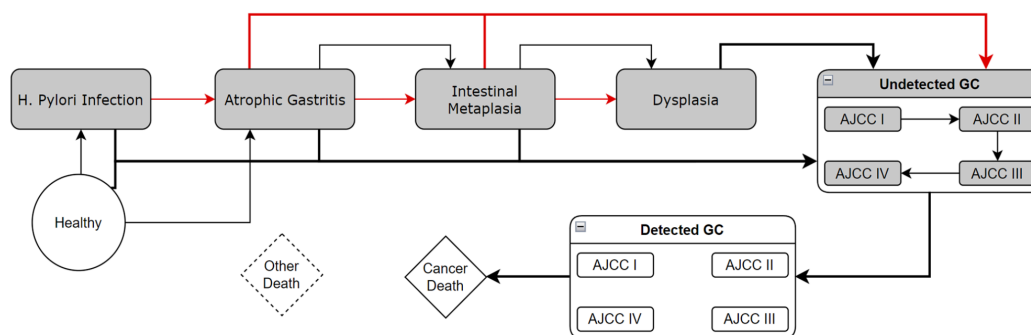 H. Pylori Infection
Atrophic Gastritis
Intestinal
Metaplasia
Dysplasia
Undetected GC
AJCC I
AJCC II
AJCC IV
AJCC III
Healthy
Other
Death
Cancer
Death
Detected GC
AJCC I
AJCC II
AJCC IV
AJCC III